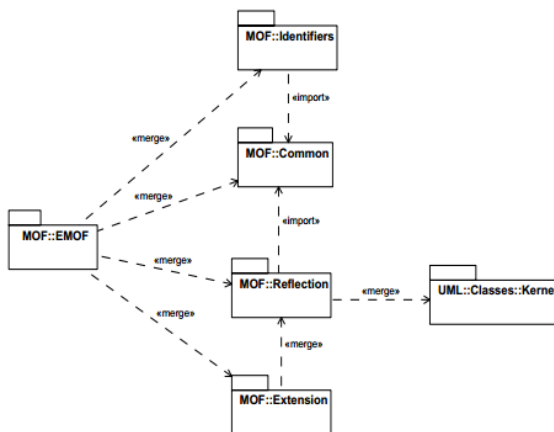 MOF::Identifiers
«import»
«merge»
MOF::Common
«merge»
«import»
MOF::EMOF
«merge»
MOF::Reflection
«merge»
UML::Classes::Kerne
«merge»
«merge»
MOF::Extension